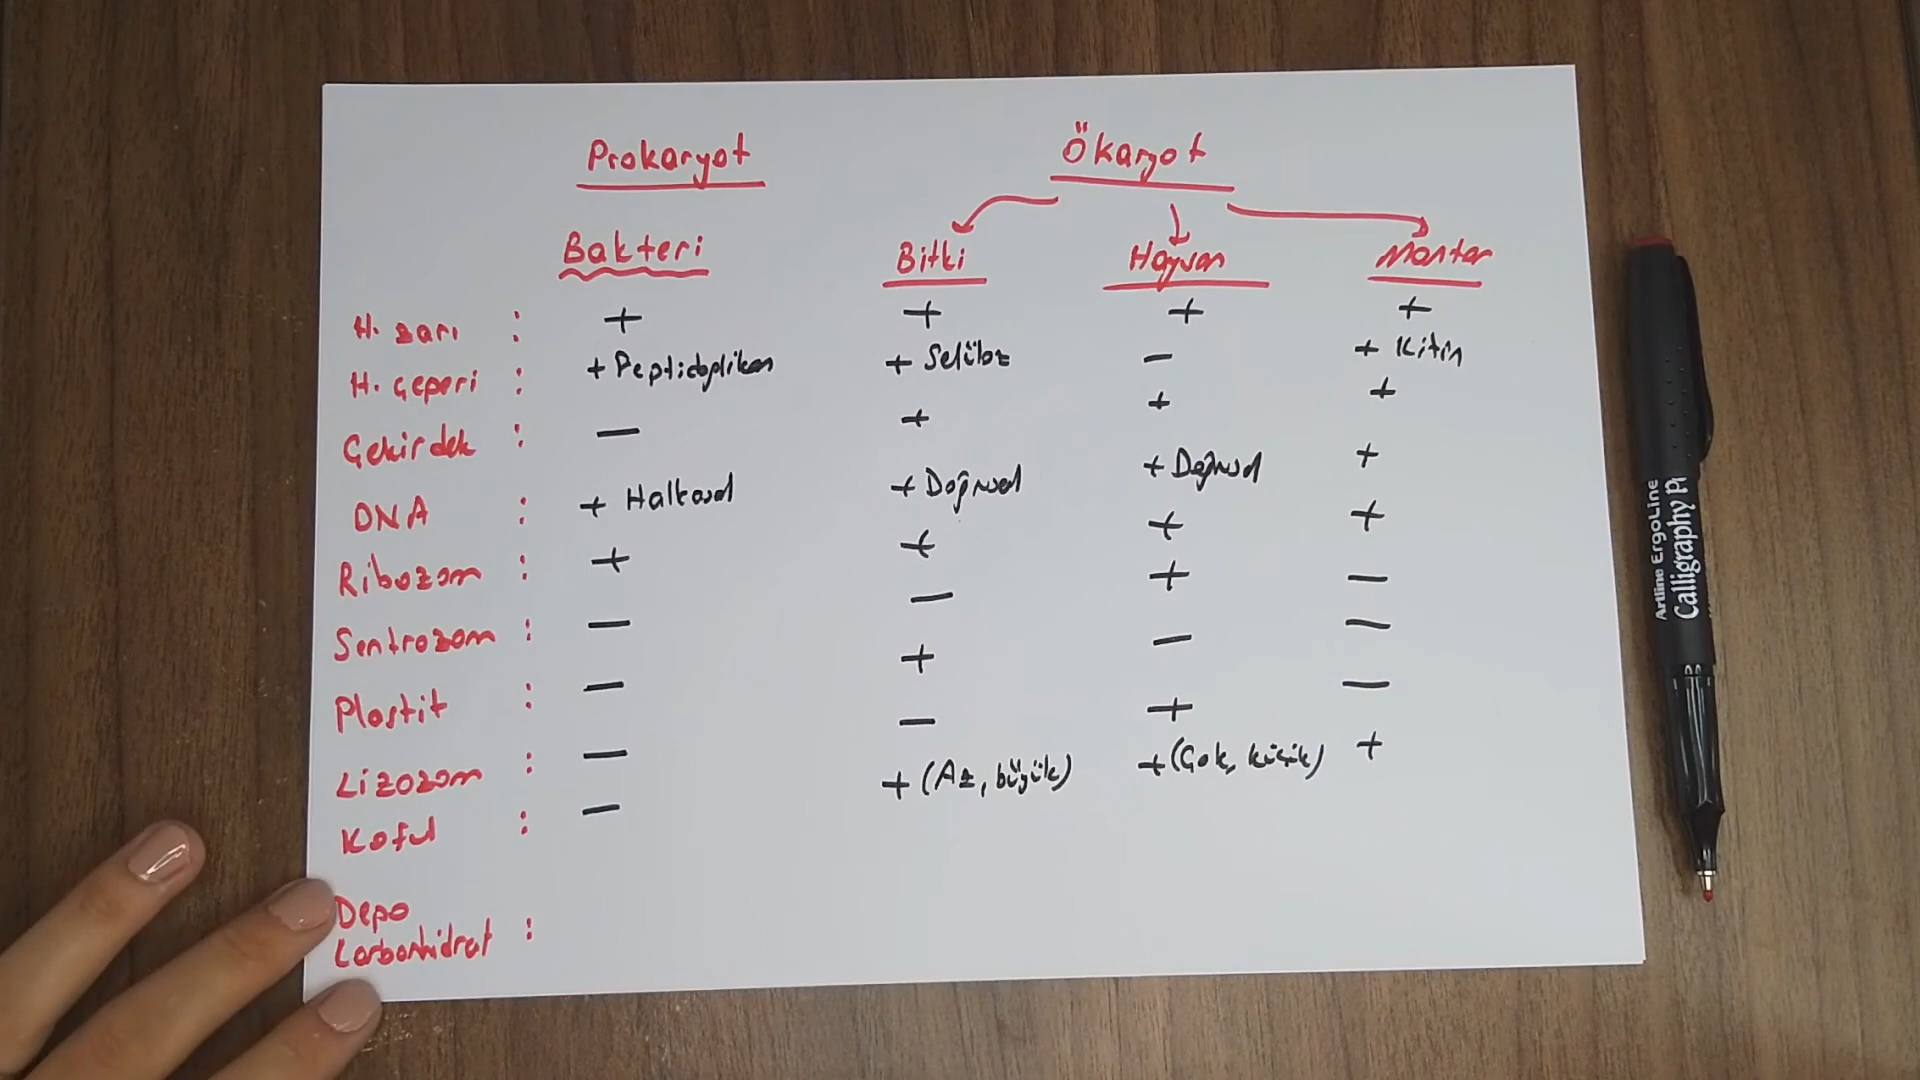 Prokaryot Ökaryot
Bakteri Bitki Hayvan Mantar
H. zarı : + + + +
H. Çeperi : + Peptidoglikan + Selüloz - + Kitin
Çekirdek : - + + +
DNA : + Halkasal + Doğrusal + Doğrusal +
Ribozom : + + + +
Sentrozom : - - + -
Plastit : - + - -
Lizozom : - - + -
Koful : - + (Az, büyük) + (Çok, küçük) +
Depo
Karbonhidrat :
Artline ErgoLine
Calligraphy Pen